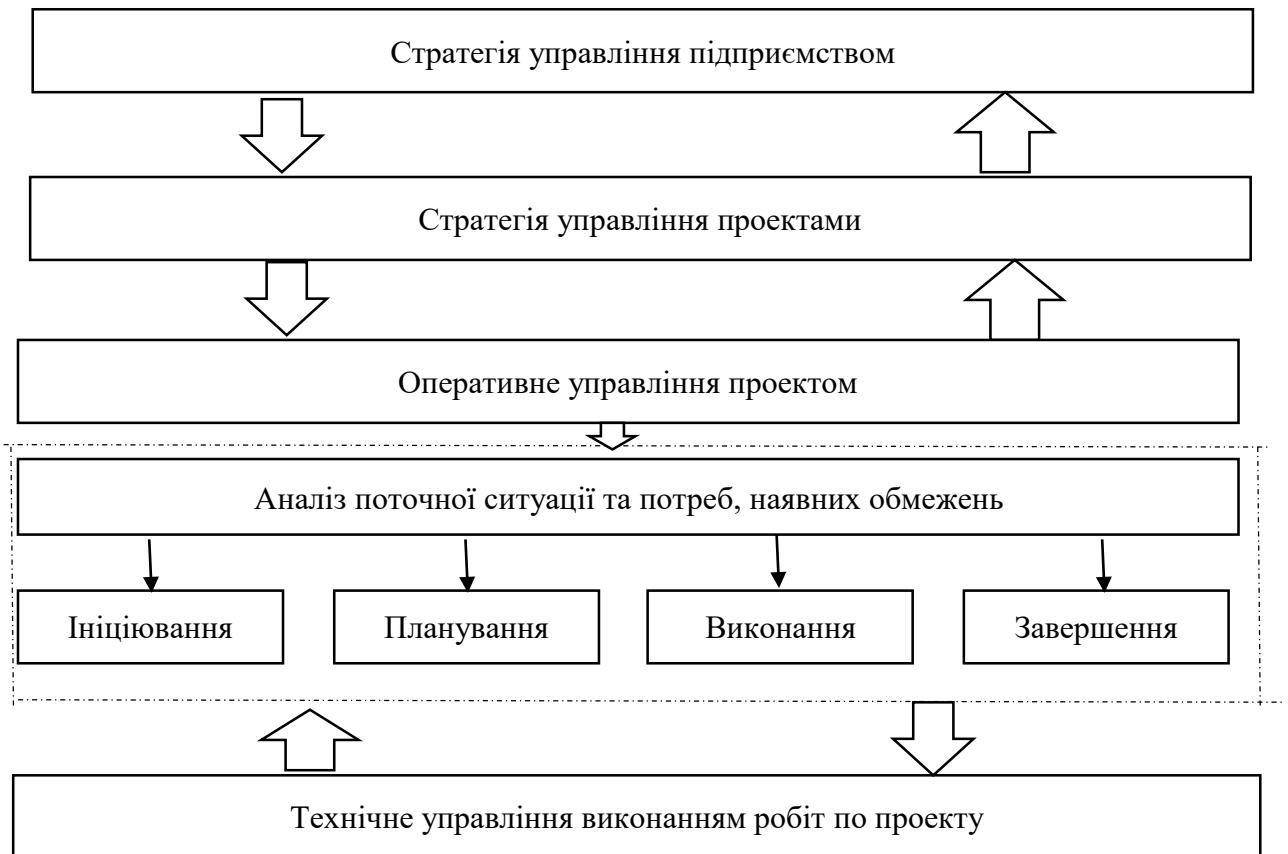 Стратегія управління підприємством
Стратегія управління проектами
Оперативне управління проектом
Аналіз поточної ситуації та потреб, наявних обмежень
Ініціювання
Планування
Виконання
Завершення
Технічне управління виконанням робіт по проекту